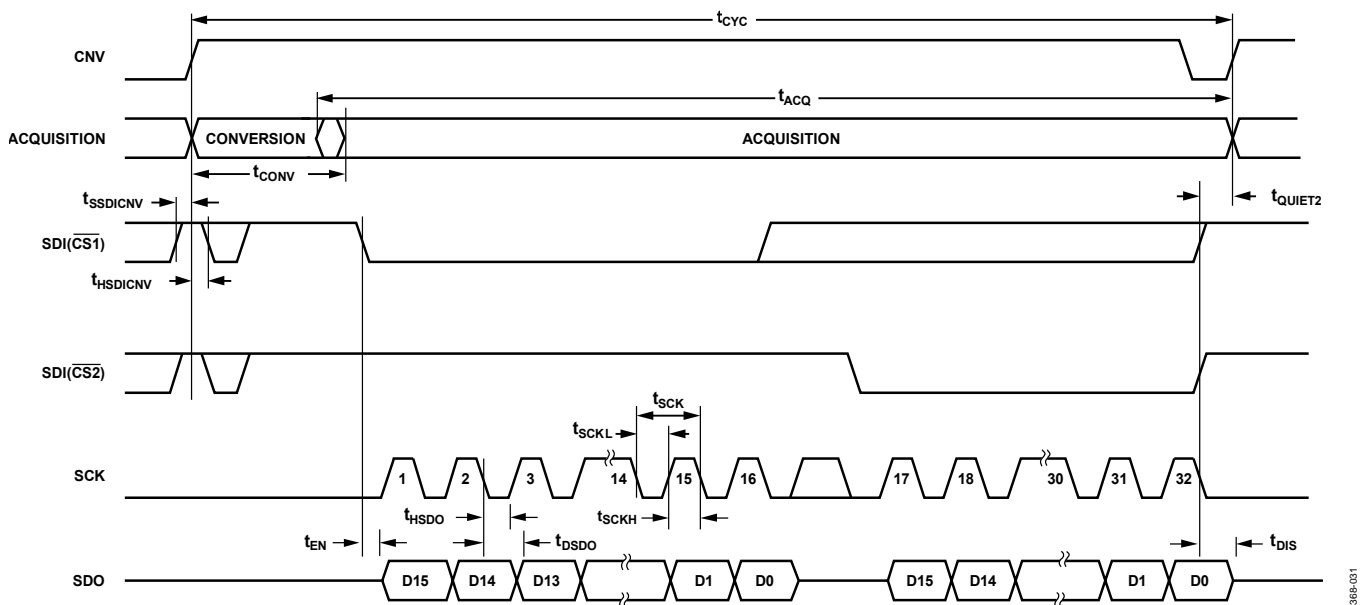 tCYC
CNV
tACQ
ACQUISITION CONVERSION ACQUISITION
tCONV
tSSDICNV
tQUIET2
SDI(CS1)
tHSDICNV
SDI(CS2)
tSCK
tSCKL
SCK 1 2 3 14 15 16 17 18 30 31 32
tHSDO tSCKH
tEN tDSDO tDIS
SDO D15 D14 D13 D1 D0 D15 D14 D1 D0
368-031